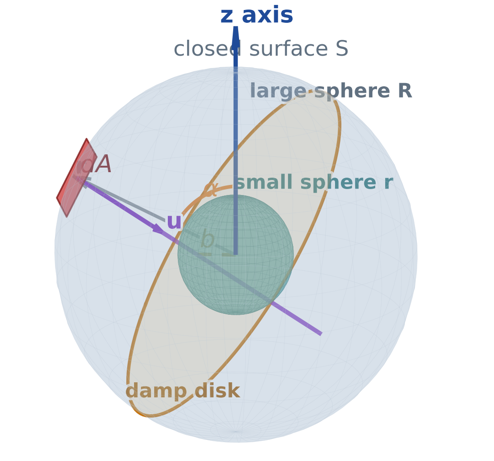 z axis
closed surface S
large sphere R
dA
α
small sphere r
u
b
damp disk